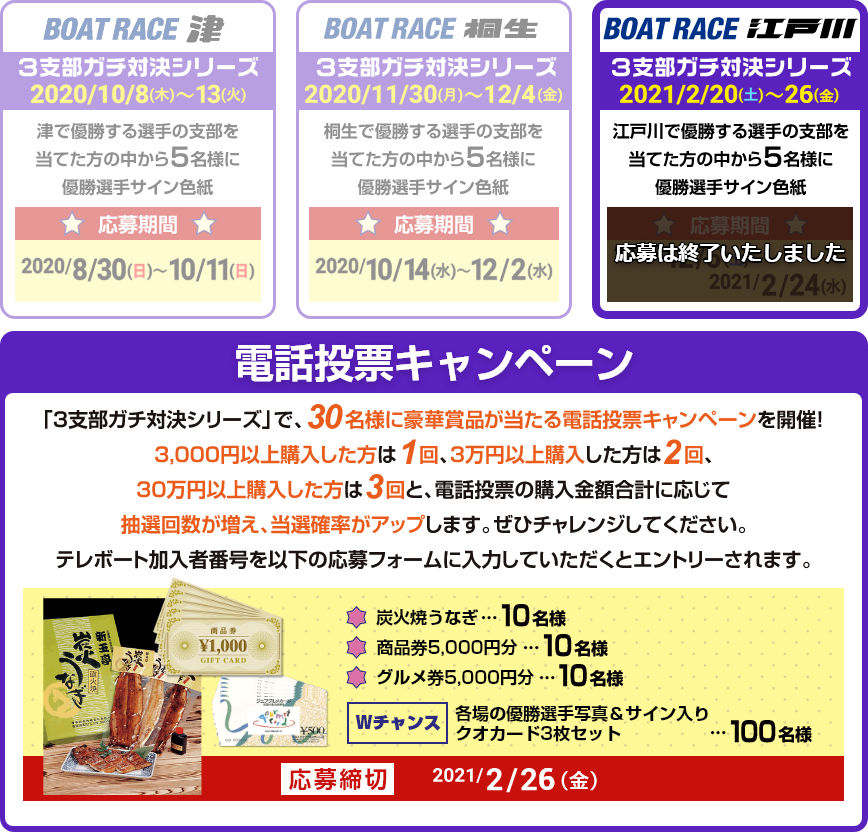 BOAT RACE 津
3支部ガチ対決シリーズ
2020/10/8(木)～13(火)
津で優勝する選手の支部を
当てた方の中から5名様に
優勝選手サイン色紙
応募期間
2020/8/30(日)～10/11(日)
BOAT RACE 桐生
3支部ガチ対決シリーズ
2020/11/30(月)～12/4(金)
桐生で優勝する選手の支部を
当てた方の中から5名様に
優勝選手サイン色紙
応募期間
2020/10/14(水)～12/2(水)
BOAT RACE 江戸川
3支部ガチ対決シリーズ
2021/2/20(土)～26(金)
江戸川で優勝する選手の支部を
当てた方の中から5名様に
優勝選手サイン色紙
応募期間
応募は終了いたしました
2021/2/24(水)
電話投票キャンペーン
「3支部ガチ対決シリーズ」で、30名様に豪華賞品が当たる電話投票キャンペーンを開催!
3,000円以上購入した方は1回、3万円以上購入した方は2回、
30万円以上購入した方は3回と、電話投票の購入金額合計に応じて
抽選回数が増え、当選確率がアップします。ぜひチャレンジしてください。
テレボート加入者番号を以下の応募フォームに入力していただくとエントリーされます。
新玉亭
炭火うなぎ
直火焼
商品券
¥1,000
GIFT CARD
ジェフグルメカード
¥500
炭火焼うなぎ…10名様
商品券5,000円分…10名様
グルメ券5,000円分…10名様
Wチャンス
各場の優勝選手写真＆サイン入り
クオカード3枚セット
…100名様
応募締切
2021/2/26(金)